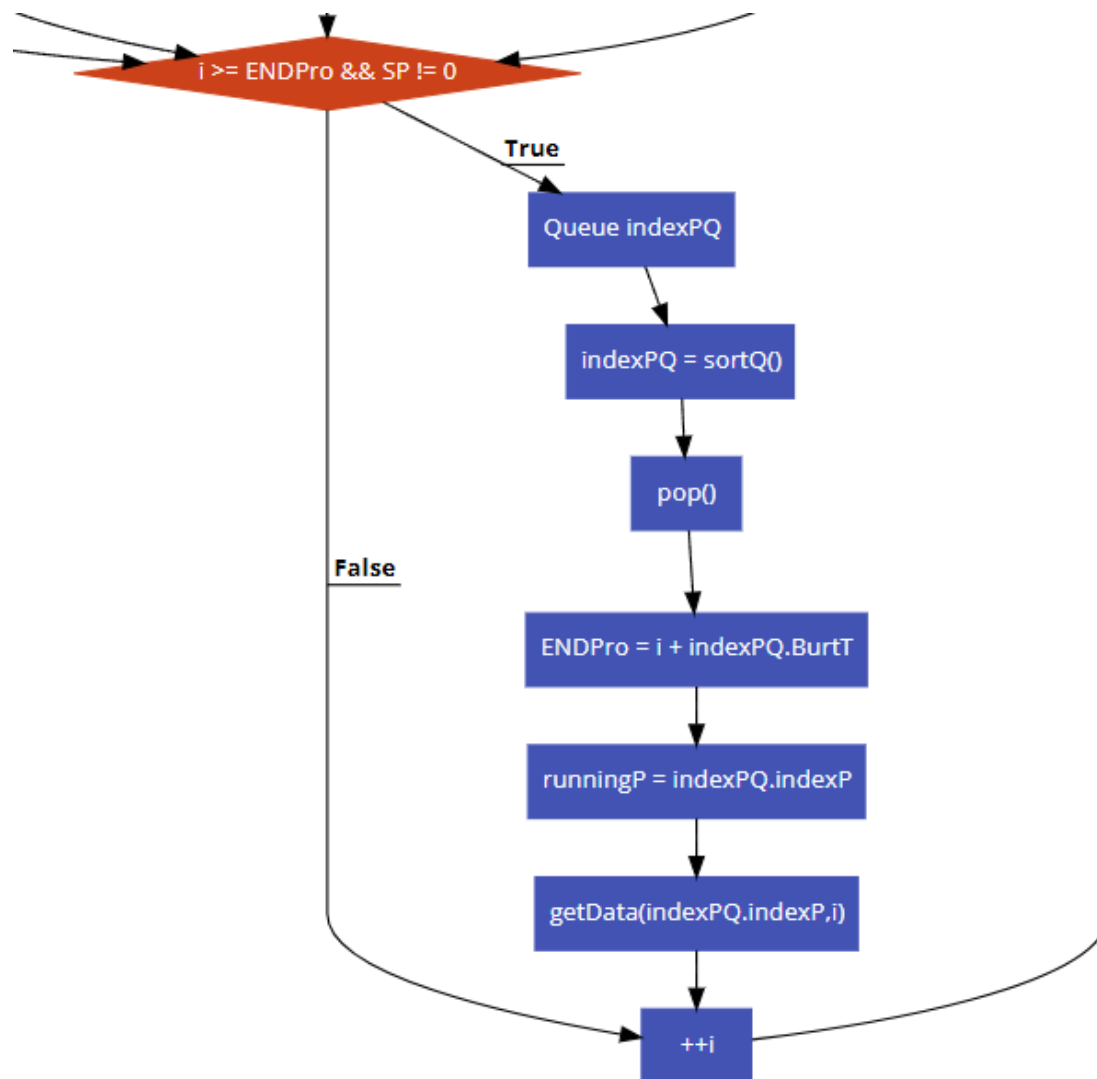 i >= ENDPro && SP != 0
True
Queue indexPQ
indexPQ = sortQ()
pop()
False
ENDPro = i + indexPQ.BurtT
runningP = indexPQ.indexP
getData(indexPQ.indexP,i)
++i